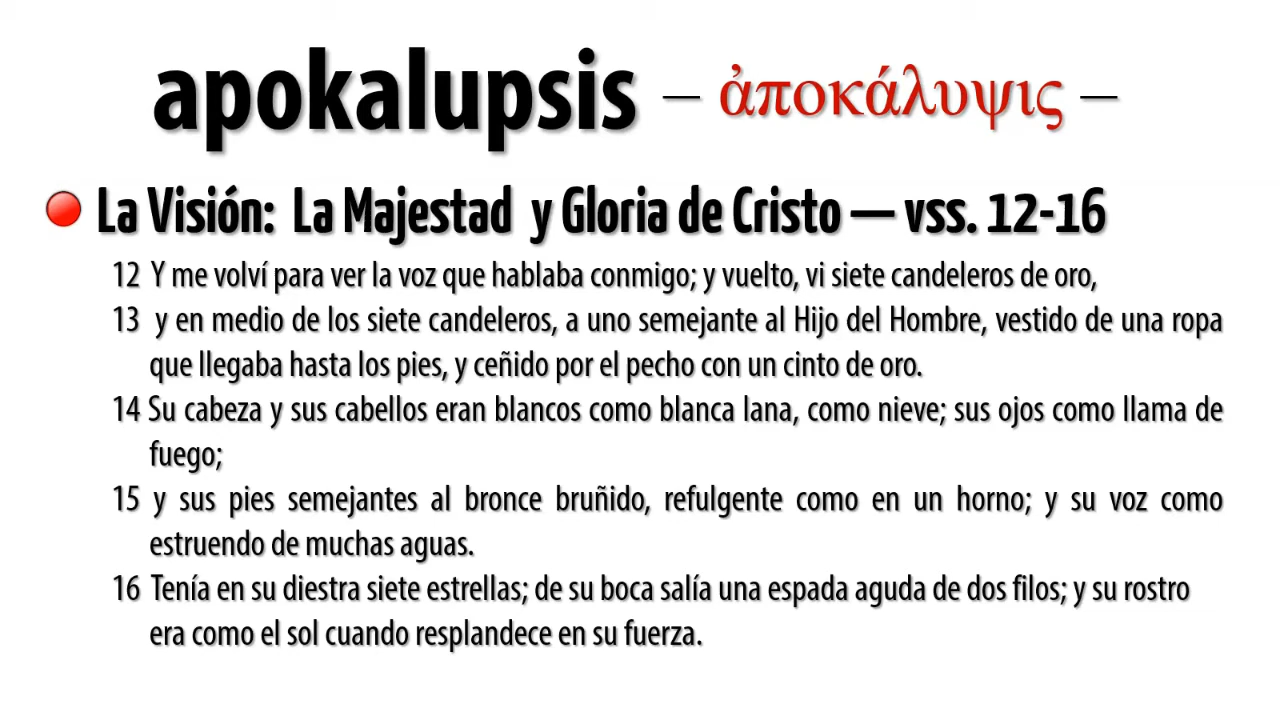 apokalupsis – ἀποκάλυψις –
La Visión: La Majestad y Gloria de Cristo — vss. 12-16
12 Y me volví para ver la voz que hablaba conmigo; y vuelto, vi siete candeleros de oro,
13 y en medio de los siete candeleros, a uno semejante al Hijo del Hombre, vestido de una ropa
que llegaba hasta los pies, y ceñido por el pecho con un cinto de oro.
14 Su cabeza y sus cabellos eran blancos como blanca lana, como nieve; sus ojos como llama de
fuego;
15 y sus pies semejantes al bronce bruñido, refulgente como en un horno; y su voz como
estruendo de muchas aguas.
16 Tenía en su diestra siete estrellas; de su boca salía una espada aguda de dos filos; y su rostro
era como el sol cuando resplandece en su fuerza.